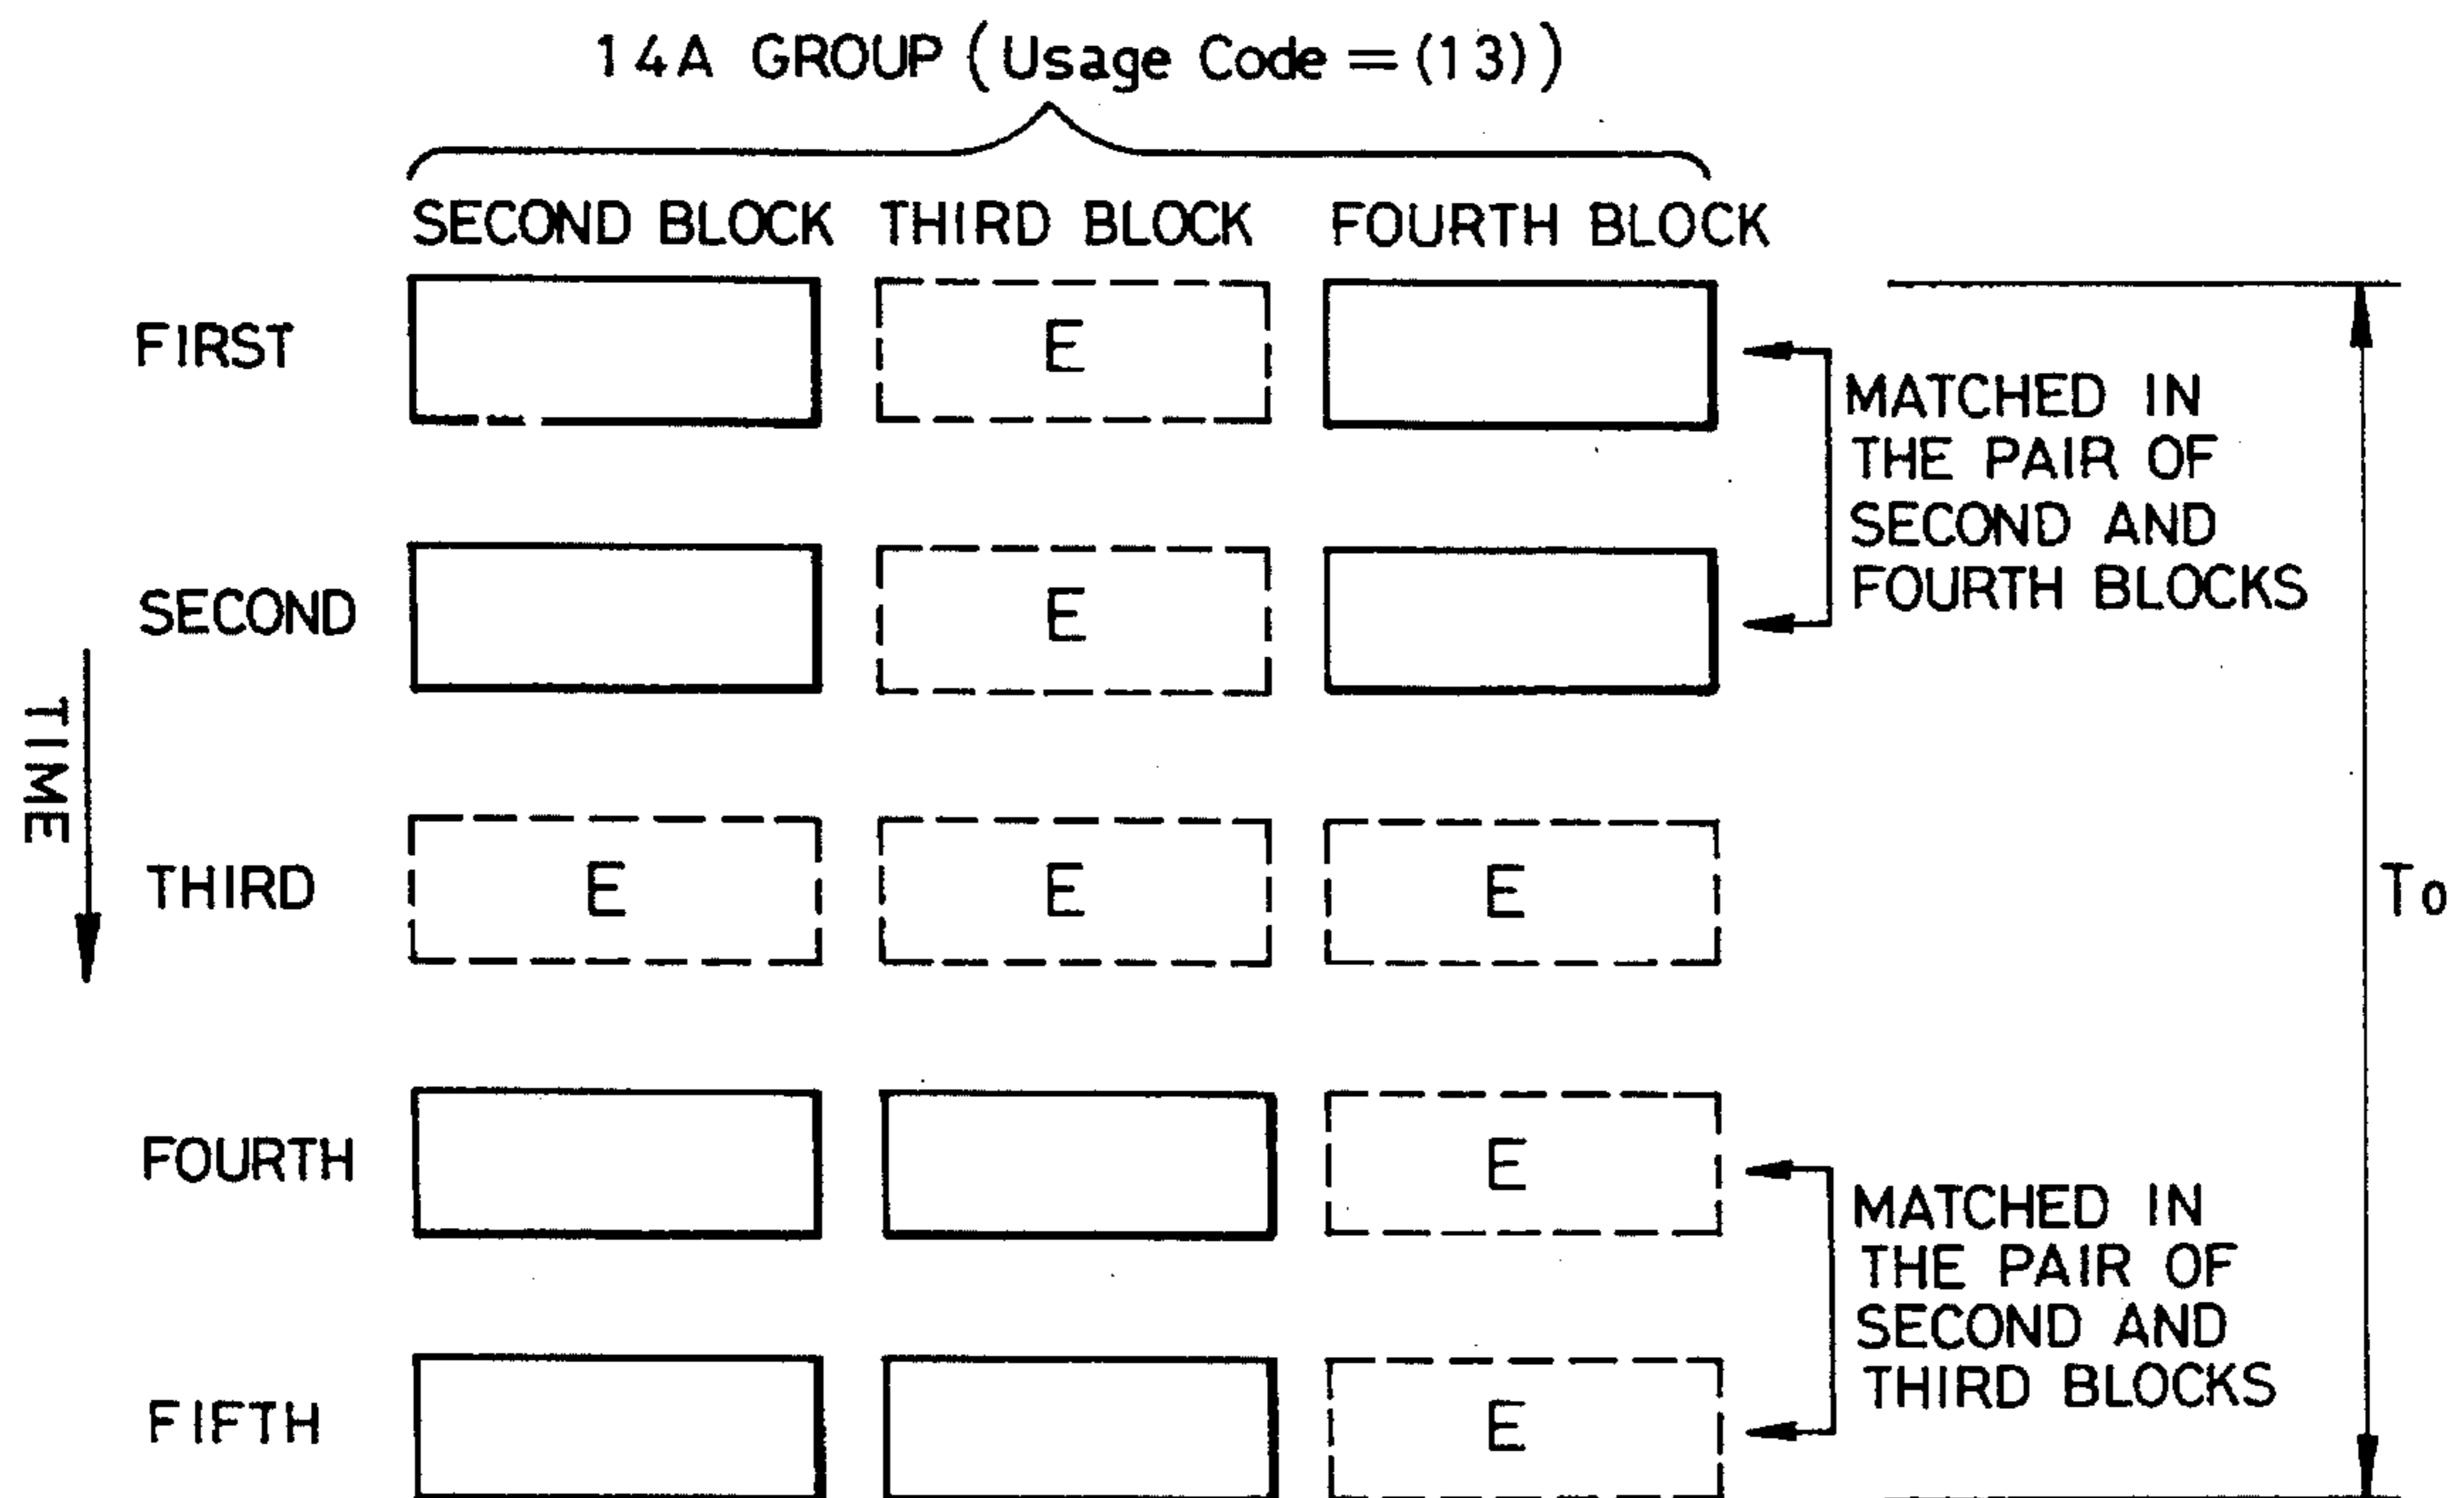 14A GROUP (Usage Code = (13))
SECOND BLOCK THIRD BLOCK FOURTH BLOCK
FIRST E
MATCHED IN
THE PAIR OF
SECOND AND
FOURTH BLOCKS
SECOND E
TIME
THIRD E E E
To
FOURTH E
MATCHED IN
THE PAIR OF
SECOND AND
THIRD BLOCKS
FIFTH E